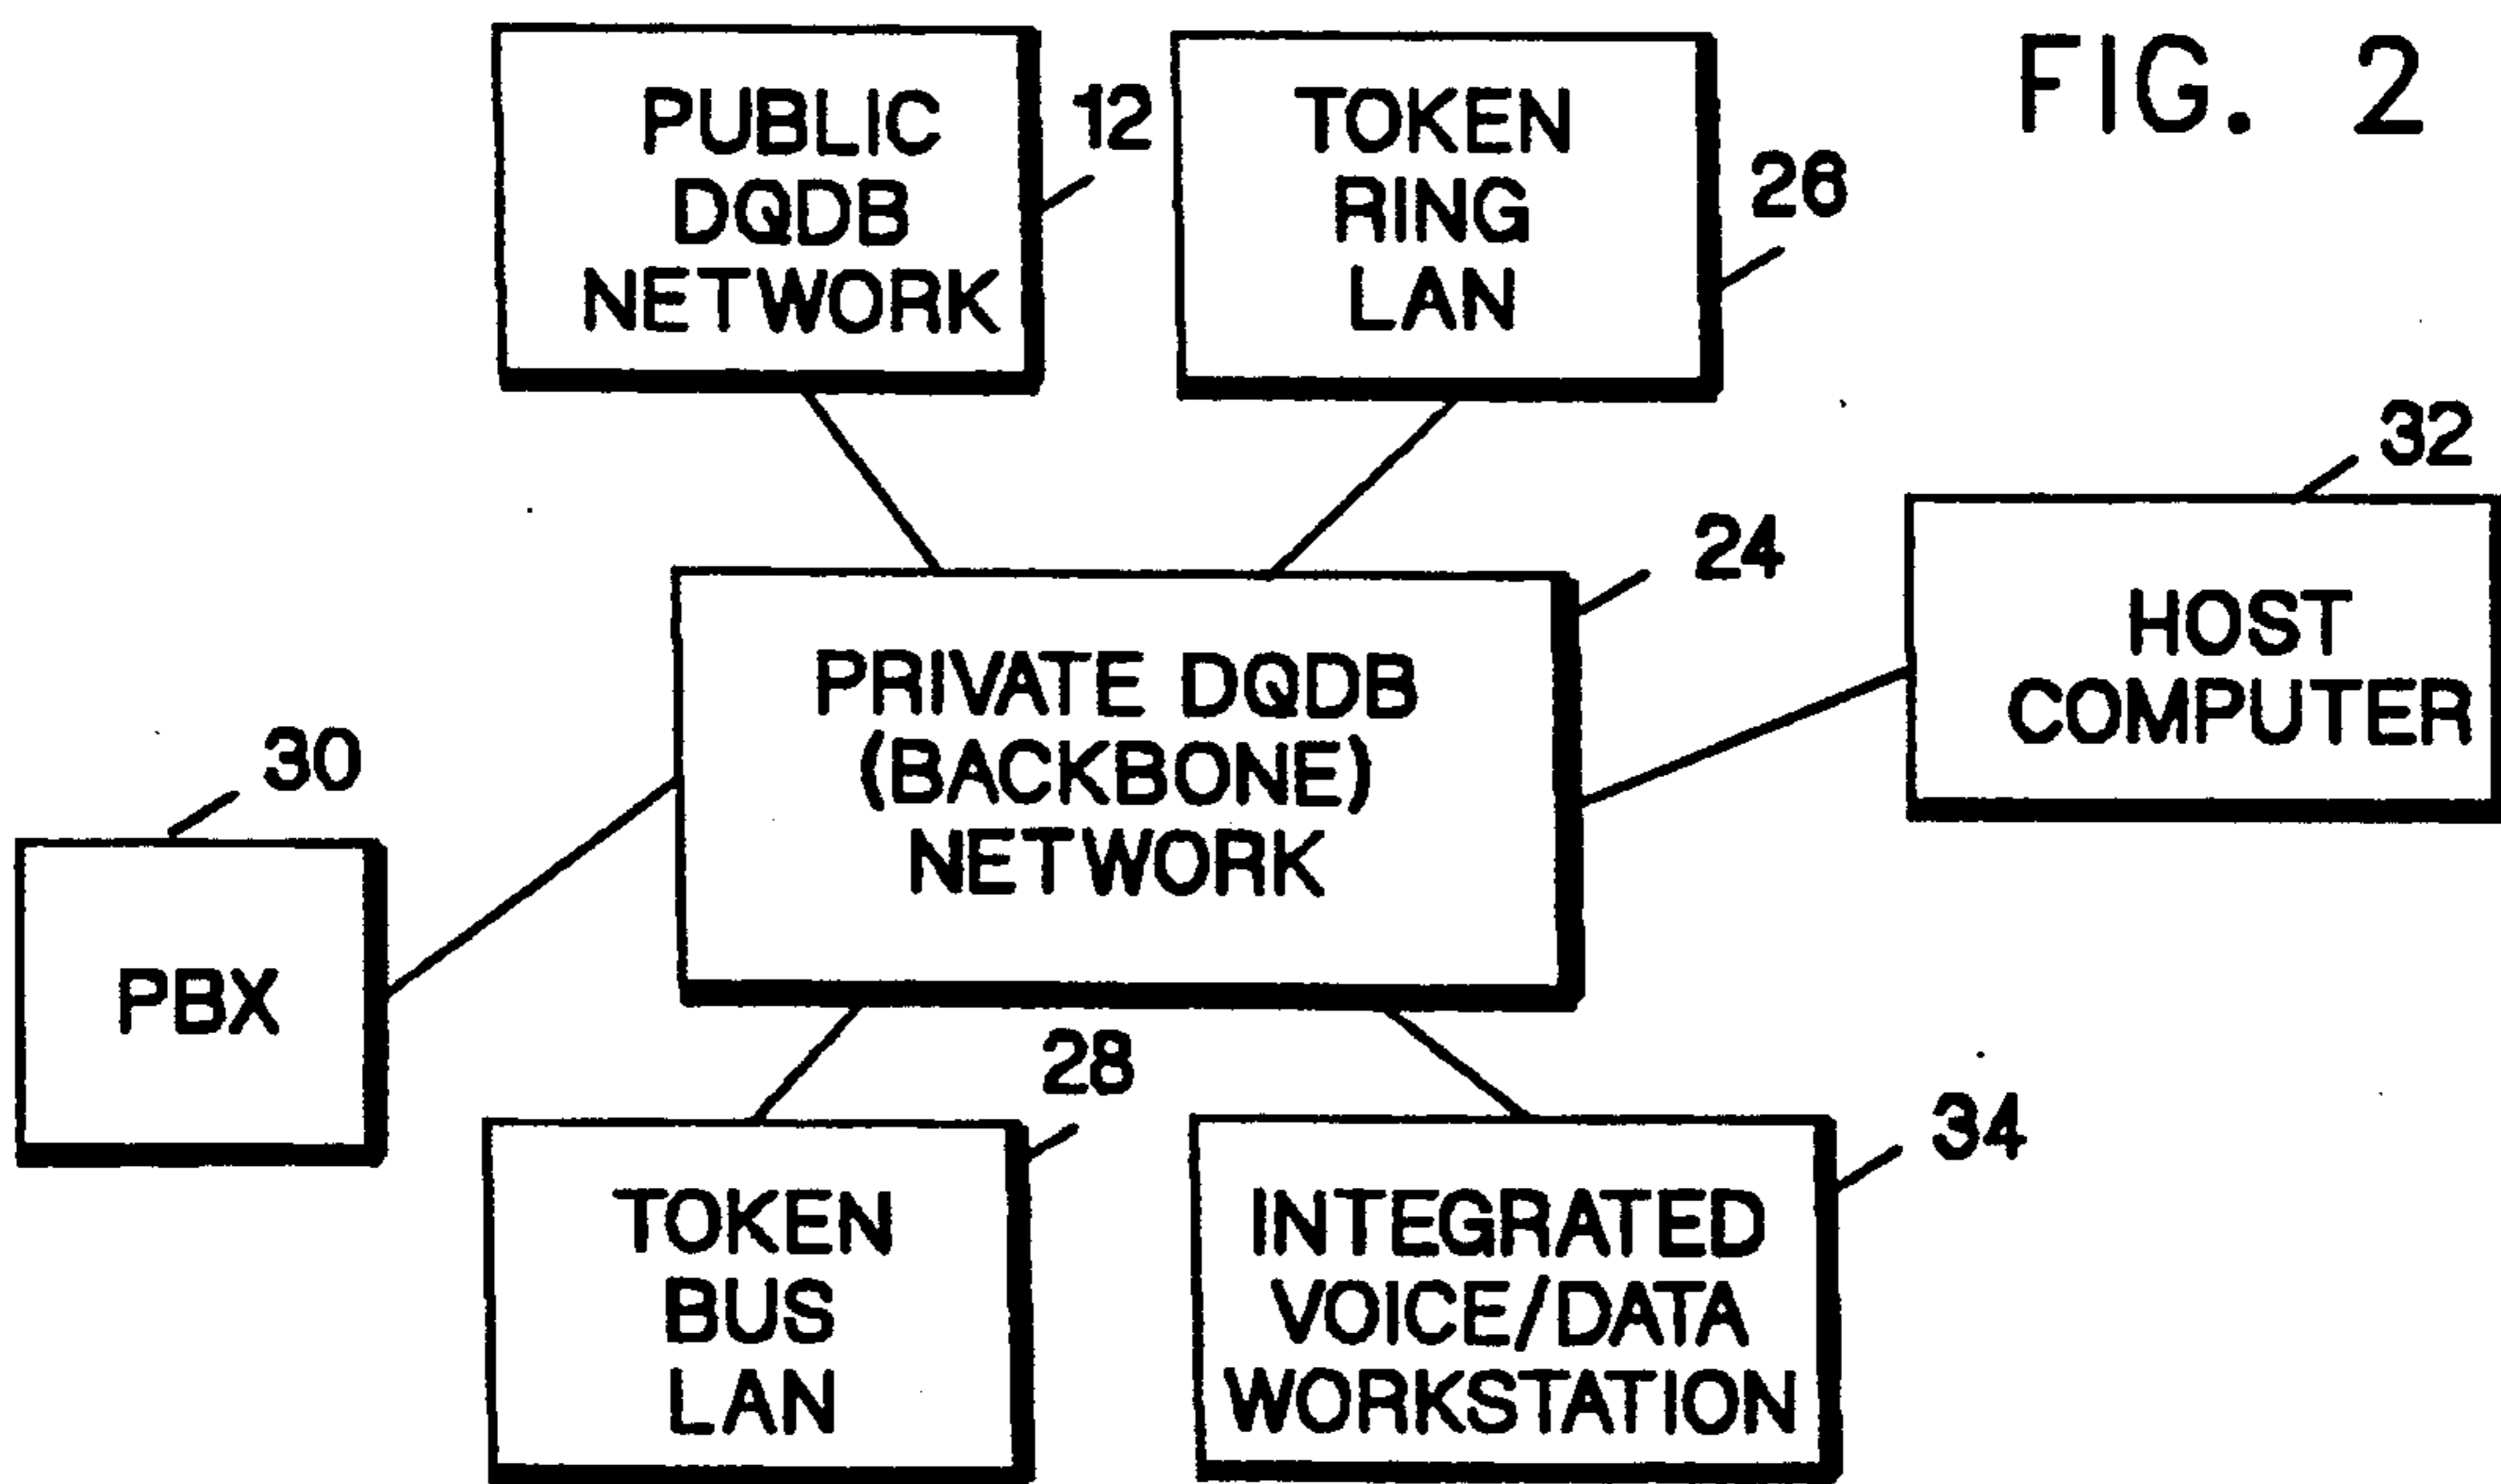 FIG. 2
PUBLIC
DQDB
NETWORK
12
TOKEN
RING
LAN
26
32
HOST
COMPUTER
24
PRIVATE DQDB
(BACKBONE)
NETWORK
30
PBX
28
TOKEN
BUS
LAN
34
INTEGRATED
VOICE/DATA
WORKSTATION